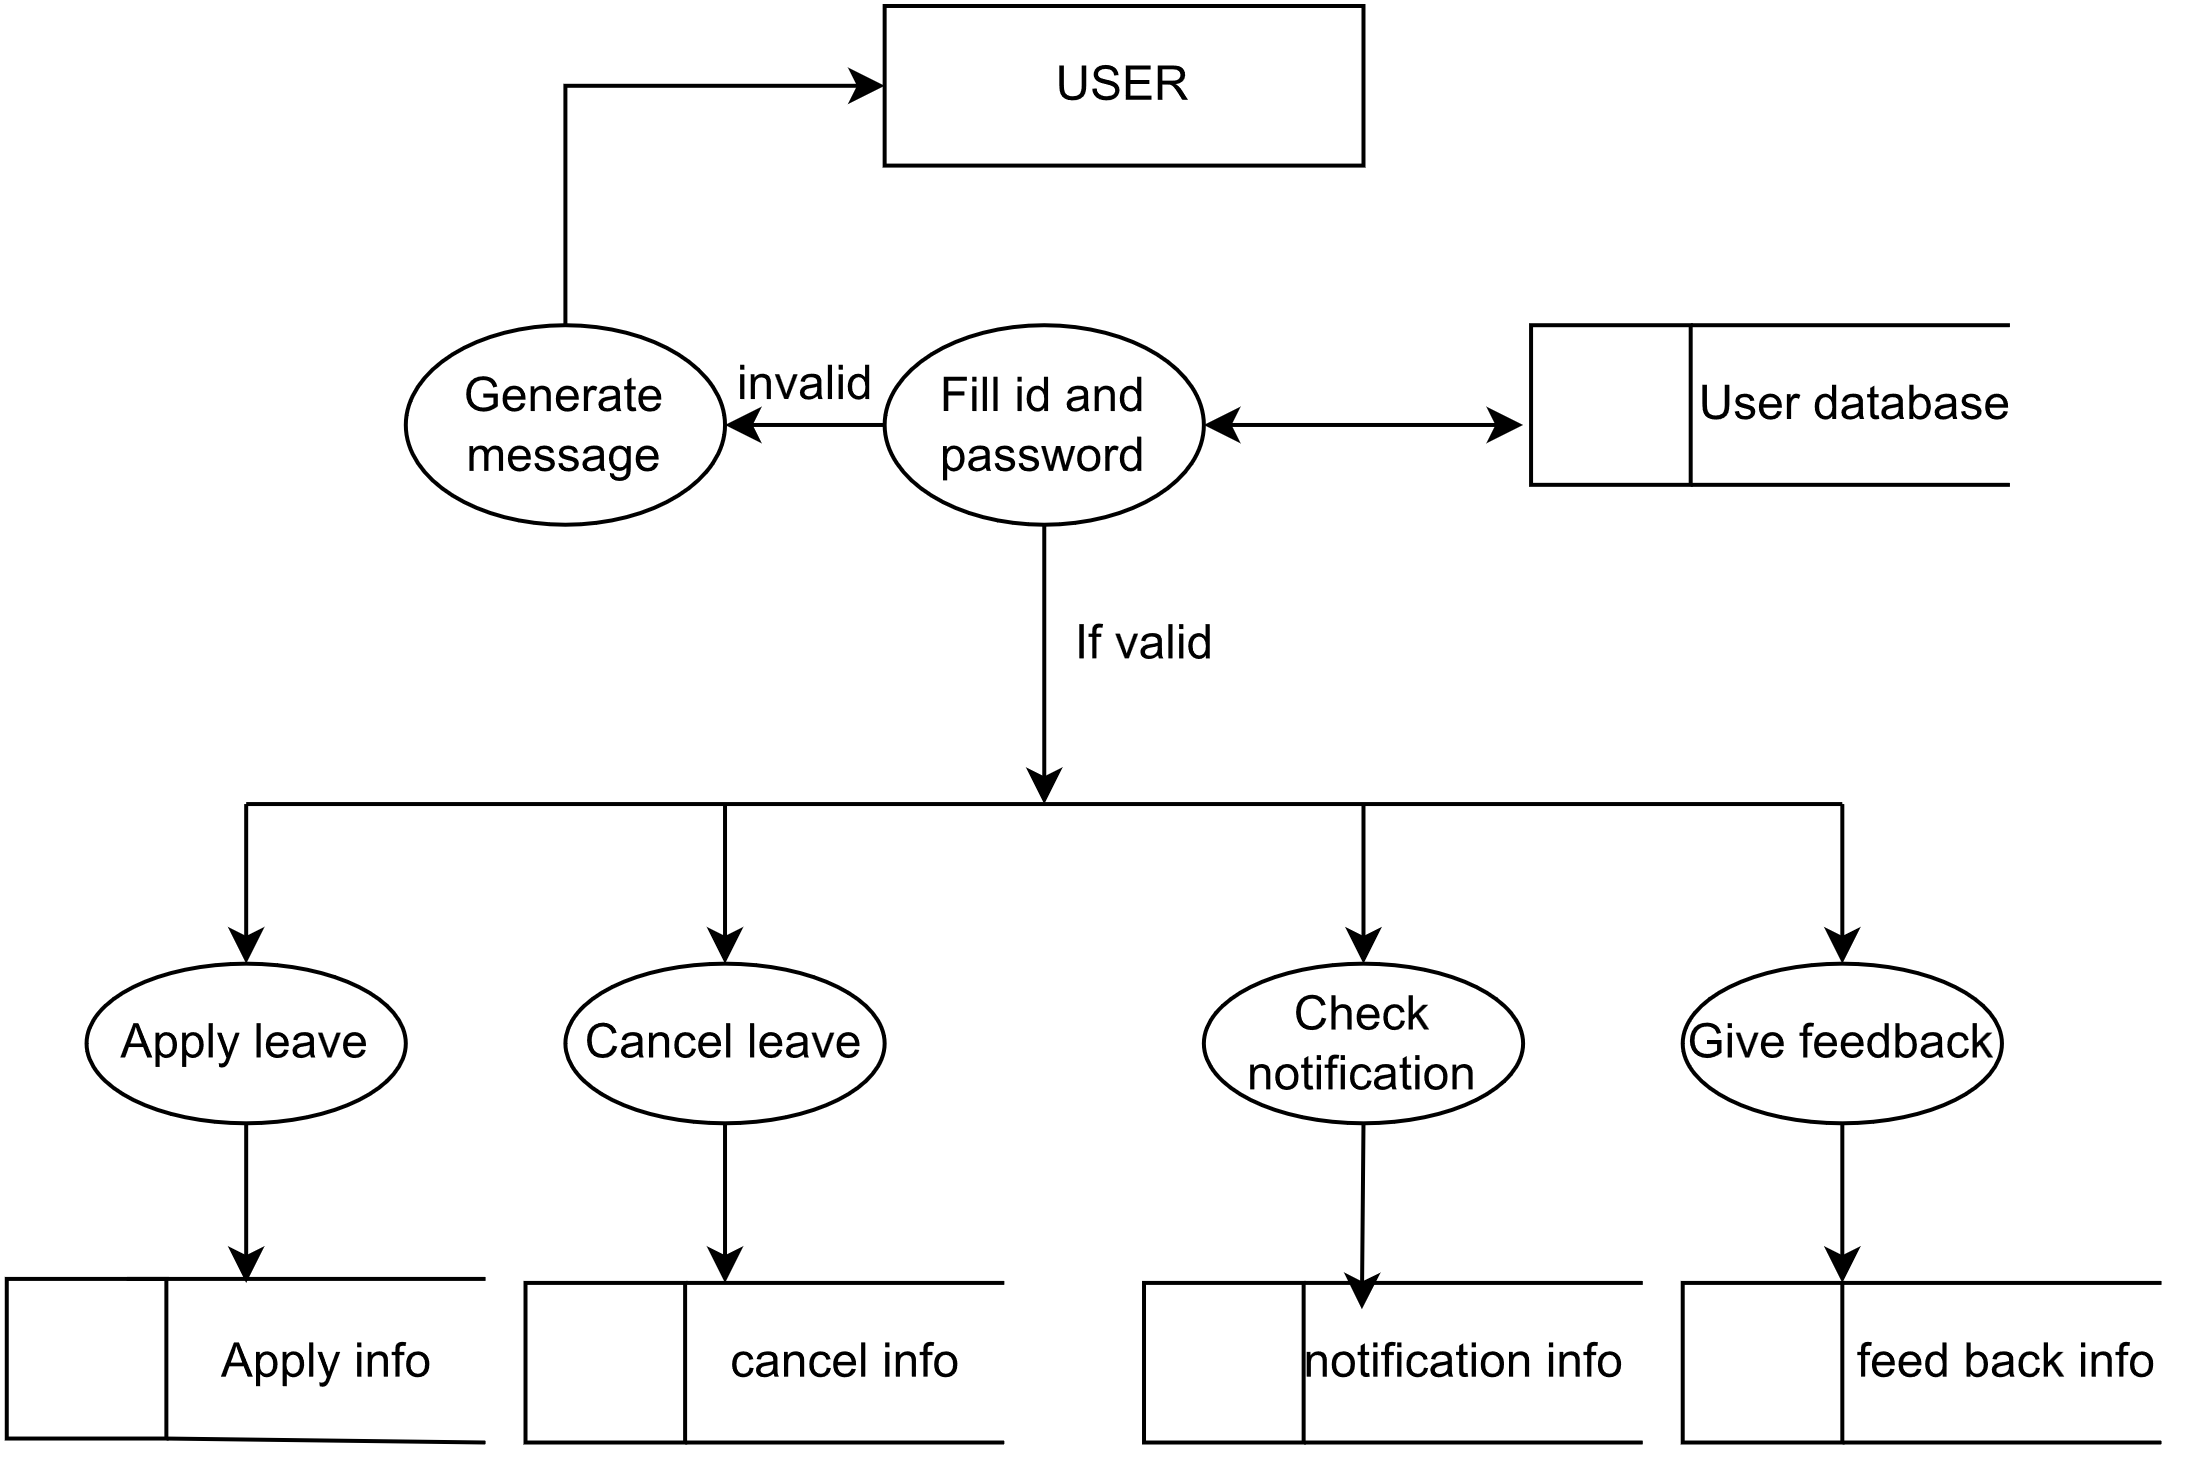 USER
Generate
message
invalid
Fill id and
password
User database
If valid
Apply leave
Cancel leave
Check
notification
Give feedback
Apply info
cancel info
notification info
feed back info